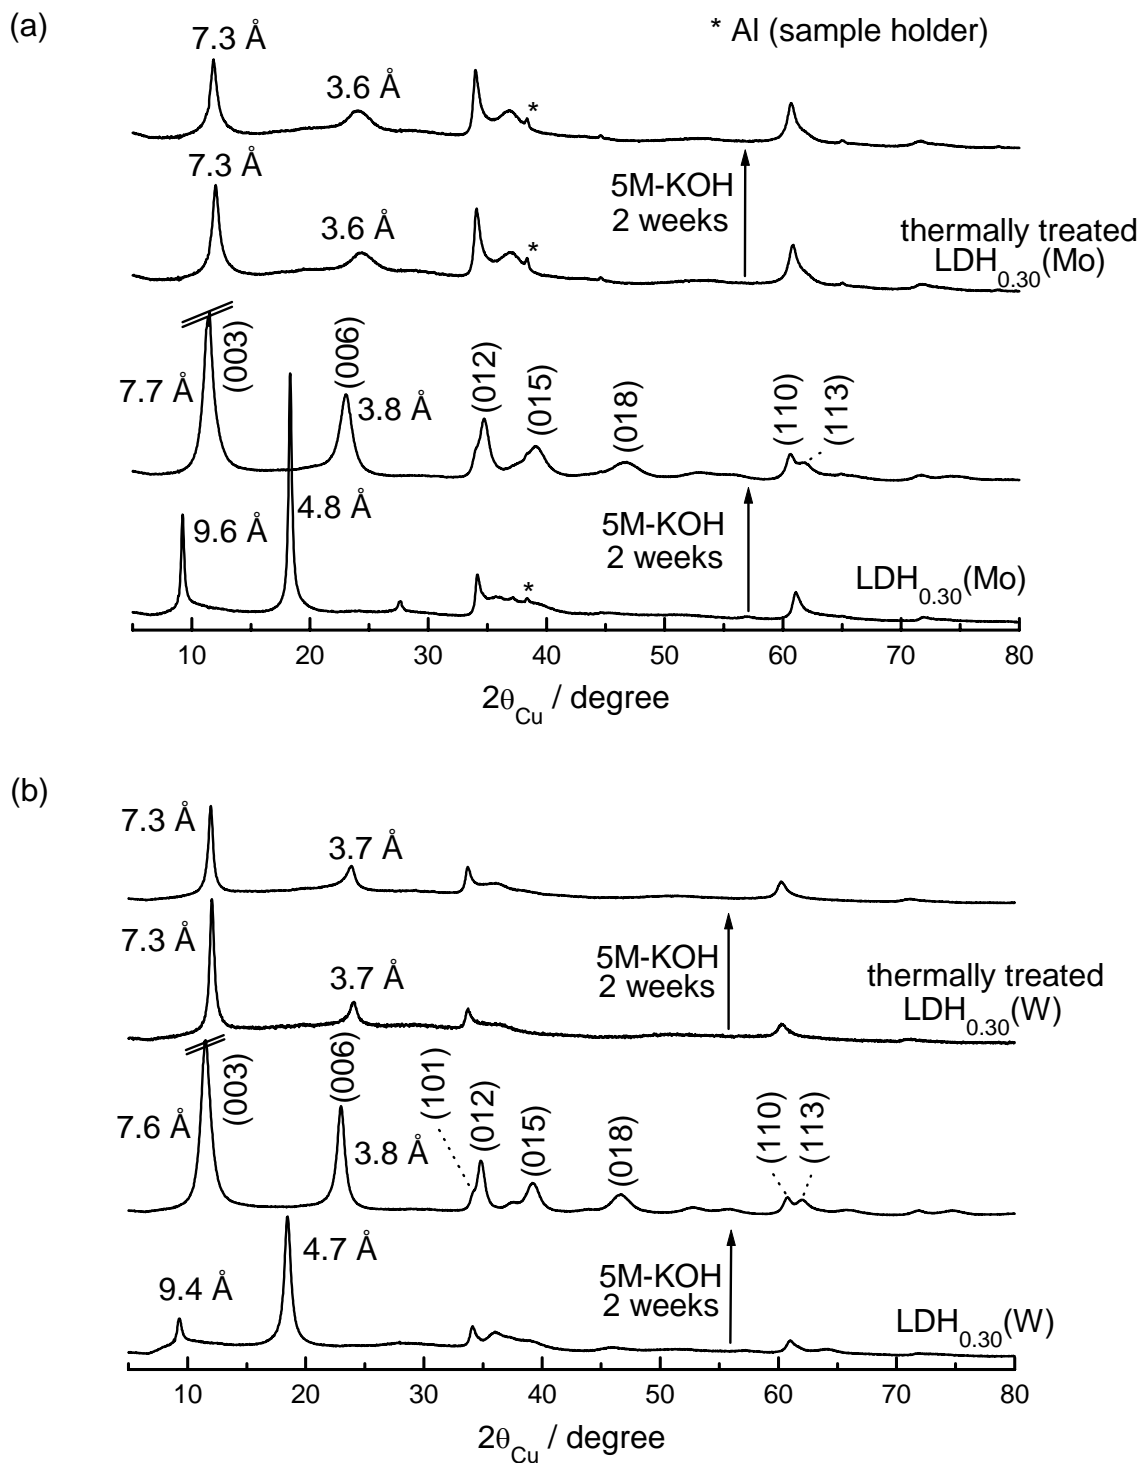 (a)
* Al (sample holder)
7.3 Å
3.6 Å
*
7.3 Å
3.6 Å
*
5M-KOH
2 weeks
thermally treated
LDH0.30(Mo)
7.7 Å
(003)
(006)
3.8 Å
(012)
(015)
(018)
(110)
(113)
9.6 Å
4.8 Å
*
5M-KOH
2 weeks
LDH0.30(Mo)
10 20 30 40 50 60 70 80
2θCu / degree
(b)
7.3 Å
3.7 Å
7.3 Å
3.7 Å
5M-KOH
2 weeks
thermally treated
LDH0.30(W)
7.6 Å
(003)
(006)
3.8 Å
(101)
(012)
(015)
(018)
(110)
(113)
9.4 Å
4.7 Å
5M-KOH
2 weeks
LDH0.30(W)
10 20 30 40 50 60 70 80
2θCu / degree